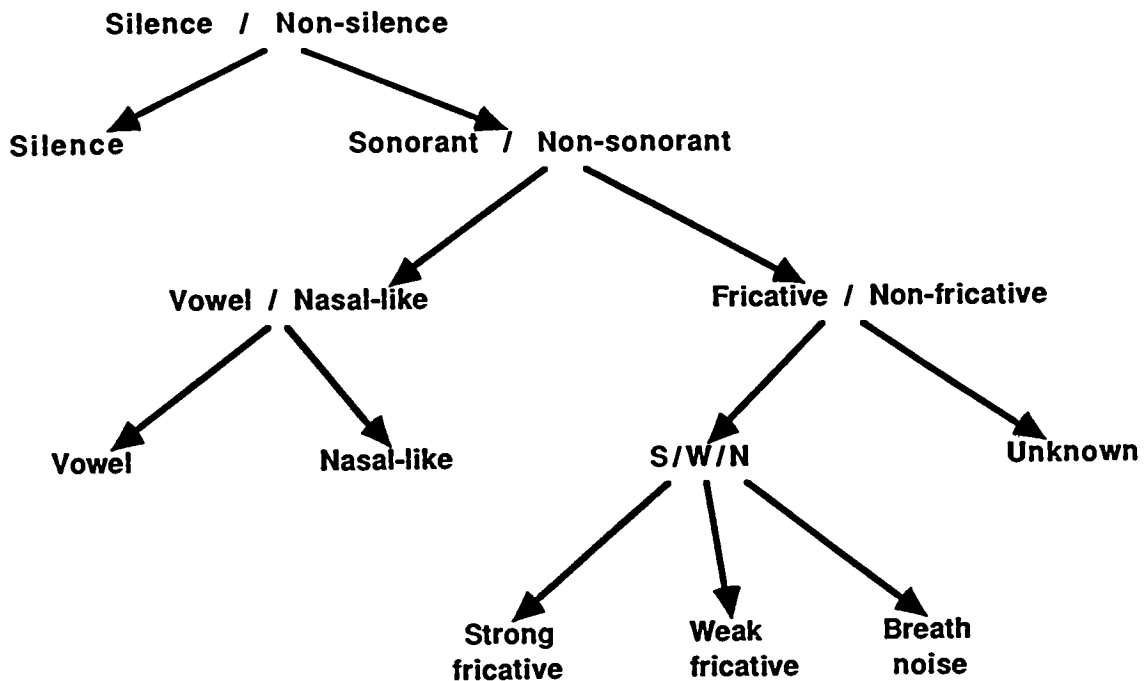 Silence / Non-silence
Silence
Sonorant / Non-sonorant
Vowel / Nasal-like
Fricative / Non-fricative
Vowel
Nasal-like
S/W/N
Unknown
Strong
fricative
Weak
fricative
Breath
noise